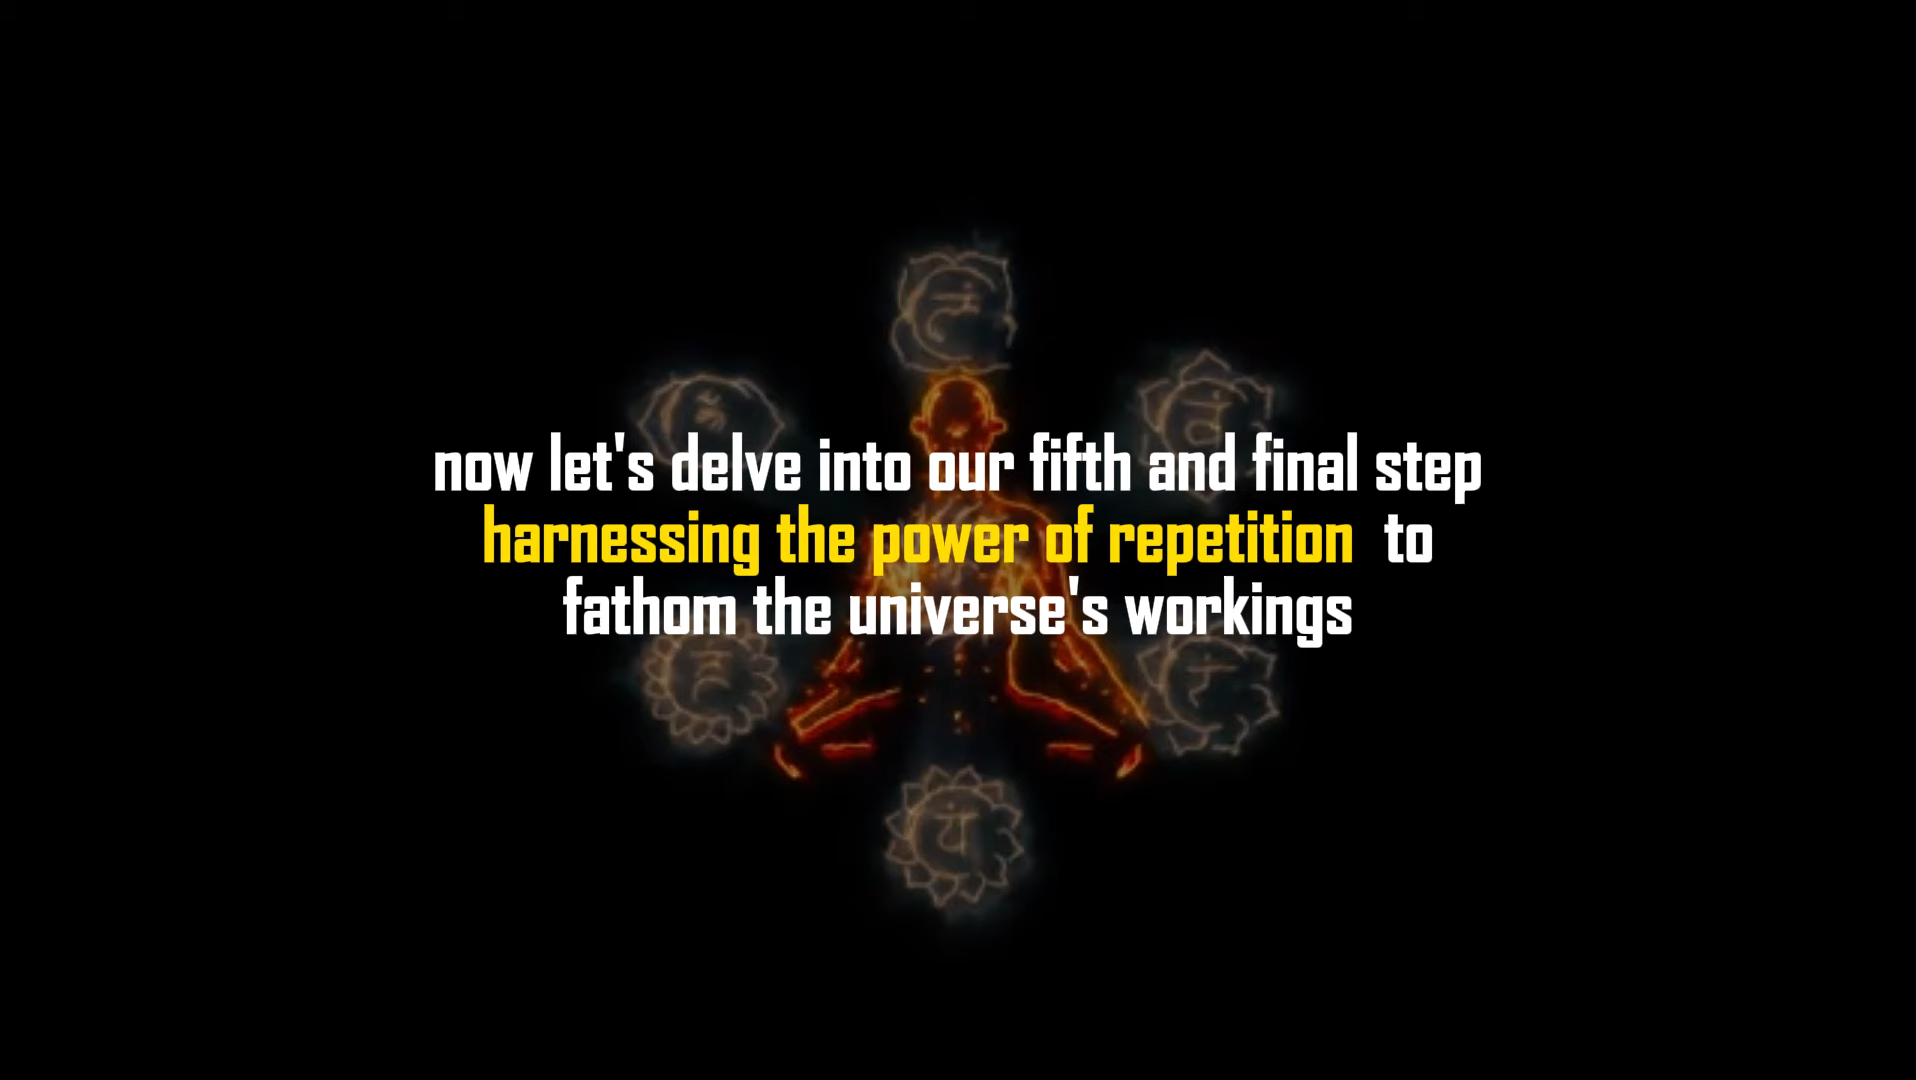 now let's delve into our fifth and final step
harnessing the power of repetition to
fathom the universe's workings